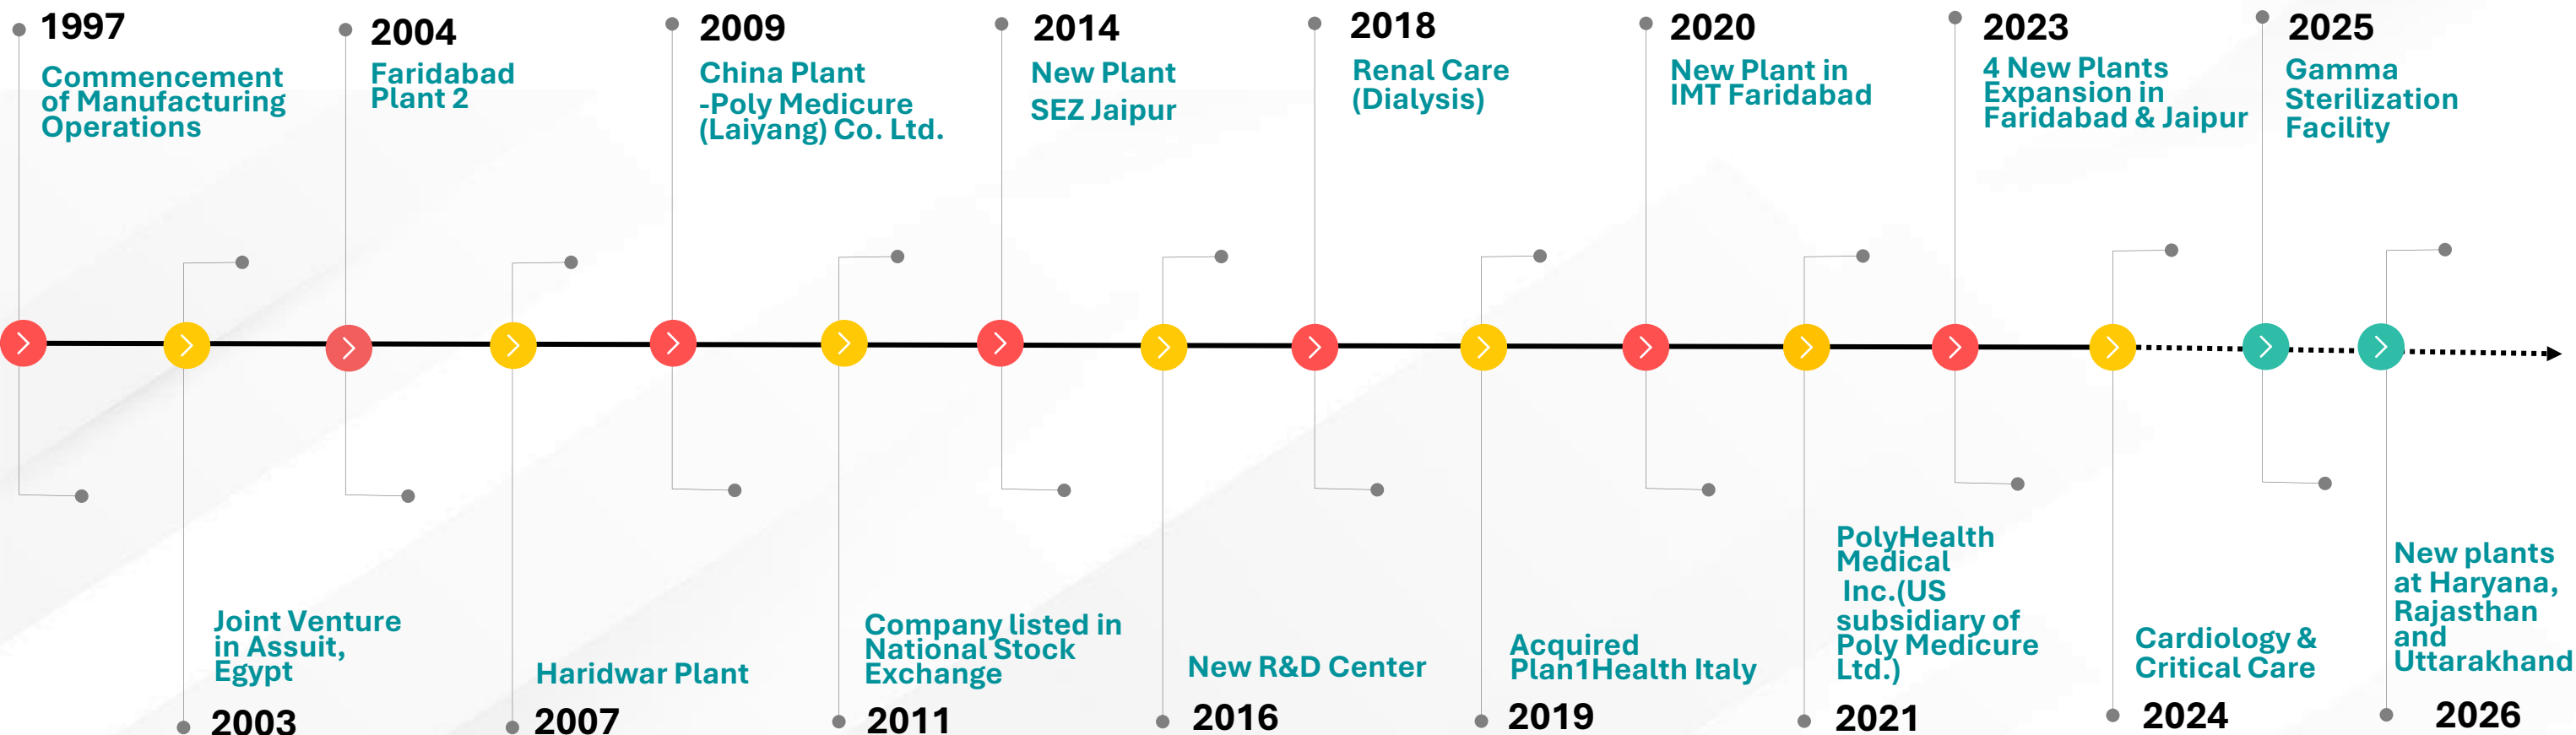 1997
Commencement
of Manufacturing
Operations
2004
Faridabad
Plant 2
2009
China Plant
-Poly Medicure
(Laiyang) Co. Ltd.
2014
New Plant
SEZ Jaipur
2018
Renal Care
(Dialysis)
2020
New Plant in
IMT Faridabad
2023
4 New Plants
Expansion in
Faridabad & Jaipur
2025
Gamma
Sterilization
Facility
Joint Venture
in Assuit,
Egypt
2003
Haridwar Plant
2007
Company listed in
National Stock
Exchange
2011
New R&D Center
2016
Acquired
Plan1Health Italy
2019
PolyHealth
Medical
Inc.(US
subsidiary of
Poly Medicure
Ltd.)
2021
Cardiology &
Critical Care
2024
New plants
at Haryana,
Rajasthan
and
Uttarakhand
2026